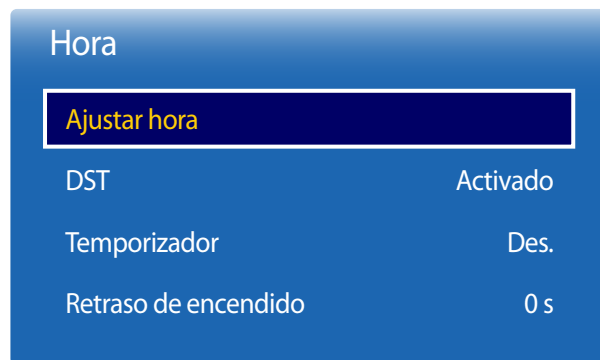 Hora
Ajustar hora
DST Activado
Temporizador Des.
Retraso de encendido 0 s